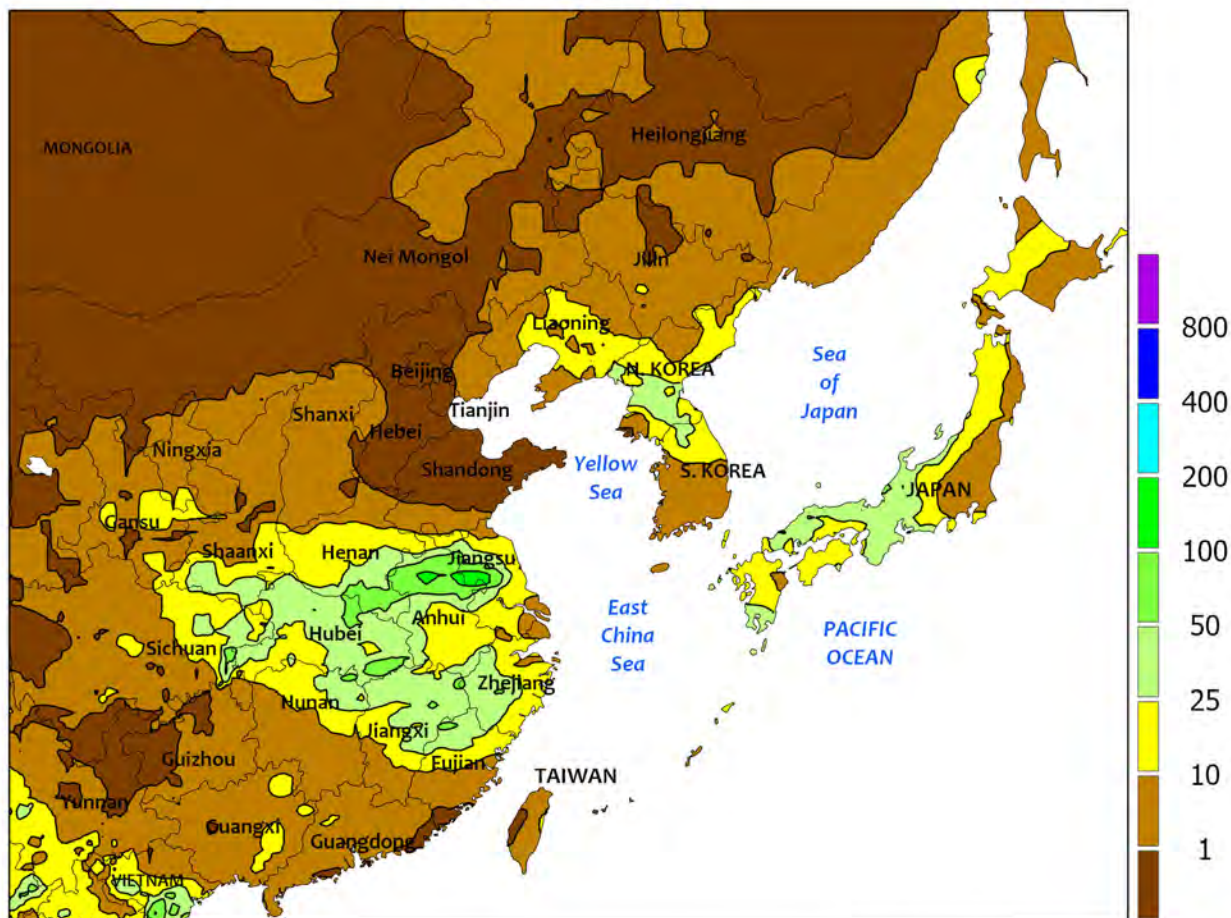 Heilongjiang
MONGOLIA
Nei Mongol
Jilin
Liaoning
Beijing
N. KOREA
Sea
of
Japan
Tianjin
Shanxi
Hebei
Ningxia
Shandong
Yellow
Sea
S. KOREA
JAPAN
Gansu
Shaanxi
Henan
Jiangsu
Anhui
Hubei
East
China
Sea
PACIFIC
OCEAN
Sichuan
Zhejiang
Hunan
Jiangxi
Guizhou
Fujian
TAIWAN
Yunnan
Guangxi
Guangdong
VIETNAM
800
400
200
100
50
25
10
1